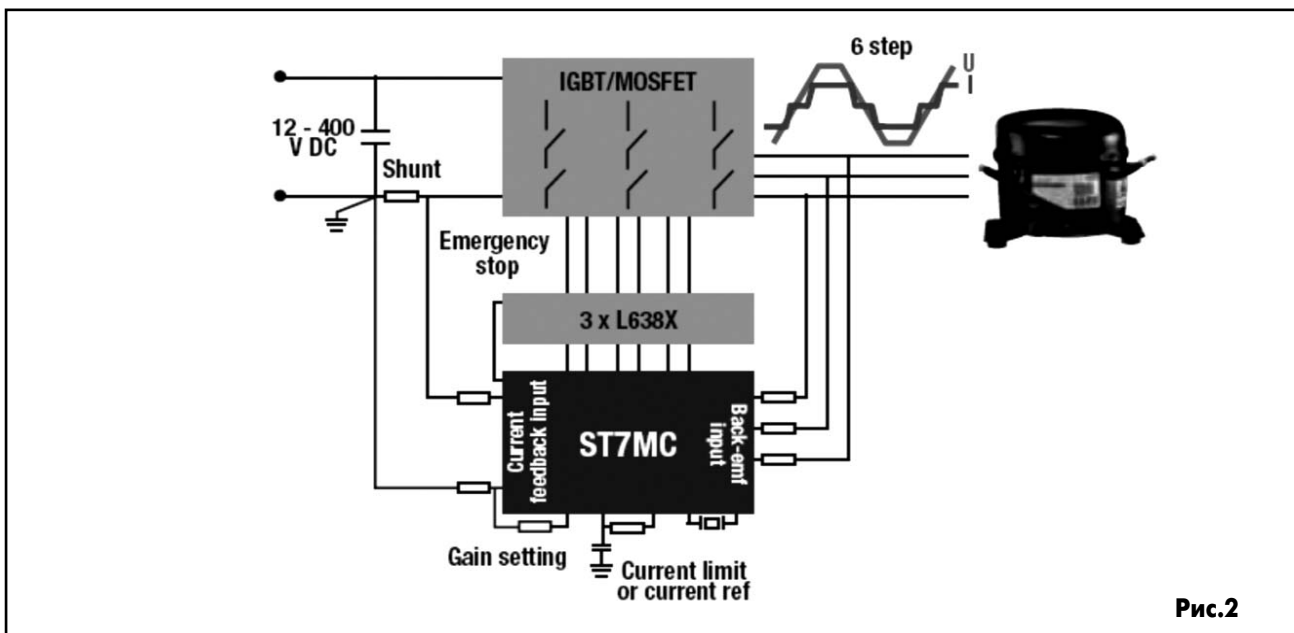 6 step
U
I
IGBT/MOSFET
12 - 400
V DC
Shunt
Emergency
stop
3 x L638X
Current
feedback input
ST7MC
Back-emf
input
Gain setting
Current limit
or current ref
Рис.2